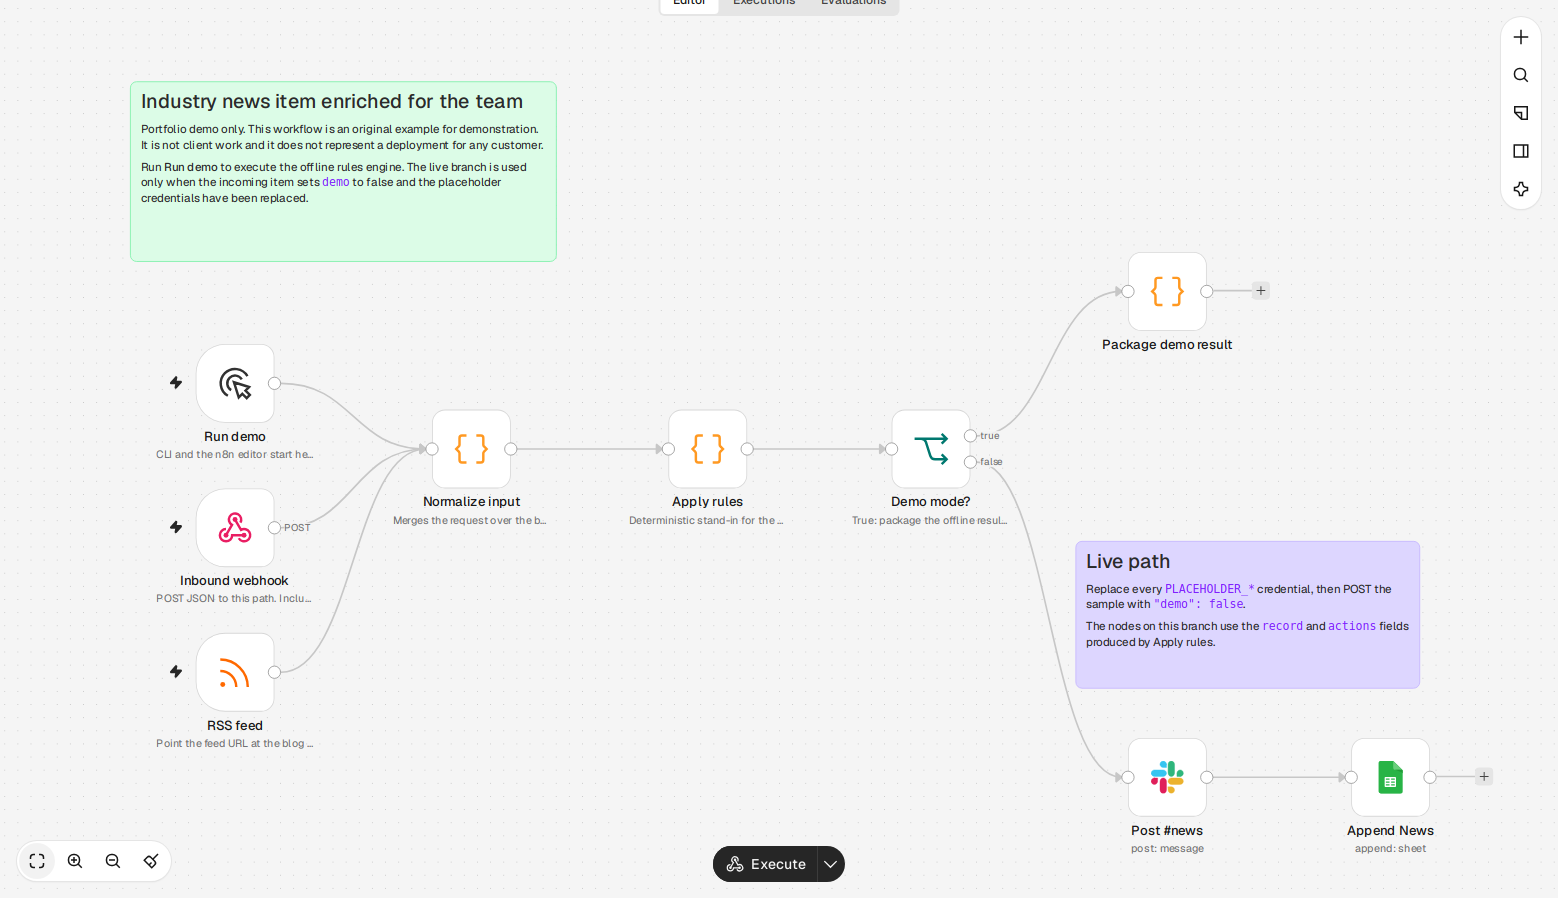 Editor Executions Evaluations
Industry news item enriched for the team
Portfolio demo only. This workflow is an original example for demonstration.
It is not client work and it does not represent a deployment for any customer.
Run Run demo to execute the offline rules engine. The live branch is used
only when the incoming item sets demo to false and the placeholder
credentials have been replaced.
Package demo result
Run demo
CLI and the n8n editor start he...
true
false
Normalize input
Merges the request over the b...
Apply rules
Deterministic stand-in for the ...
Demo mode?
True: package the offline resul...
POST
Inbound webhook
POST JSON to this path. Inclu...
Live path
Replace every PLACEHOLDER_* credential, then POST the
sample with "demo": false.
The nodes on this branch use the record and actions fields
produced by Apply rules.
RSS feed
Point the feed URL at the blog ...
Post #news
post: message
Append News
append: sheet
Execute